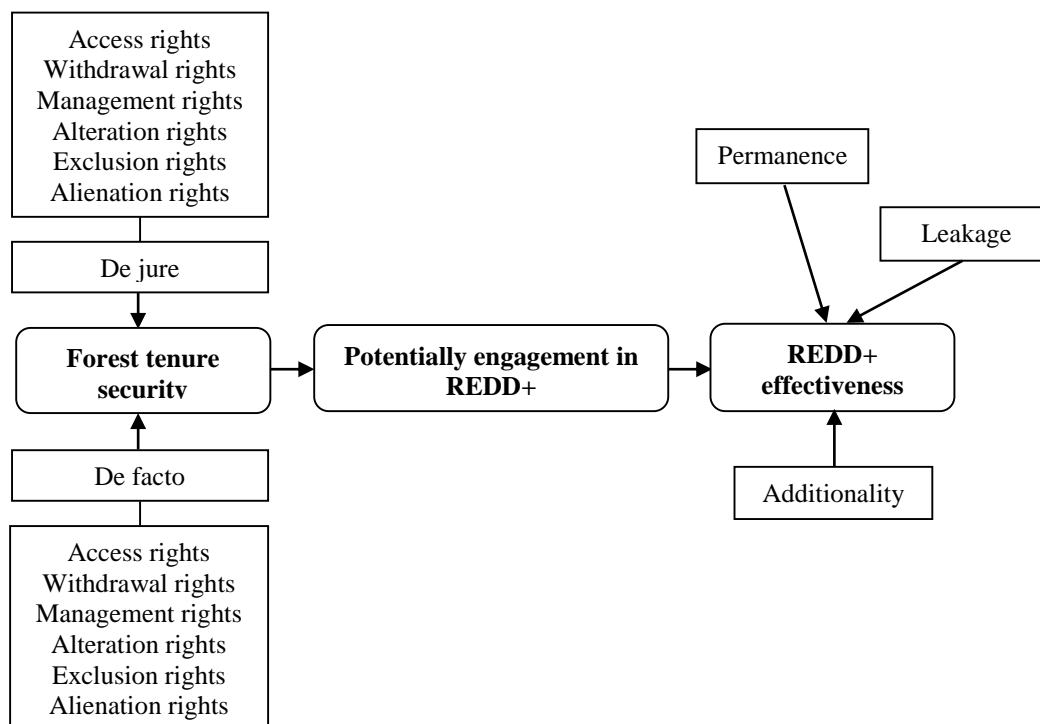 Access rights
Withdrawal rights
Management rights
Alteration rights
Exclusion rights
Alienation rights
De jure
Forest tenure
security
De facto
Access rights
Withdrawal rights
Management rights
Alteration rights
Exclusion rights
Alienation rights
Potentially engagement in
REDD+
Permanence
Leakage
REDD+
effectiveness
Additionality